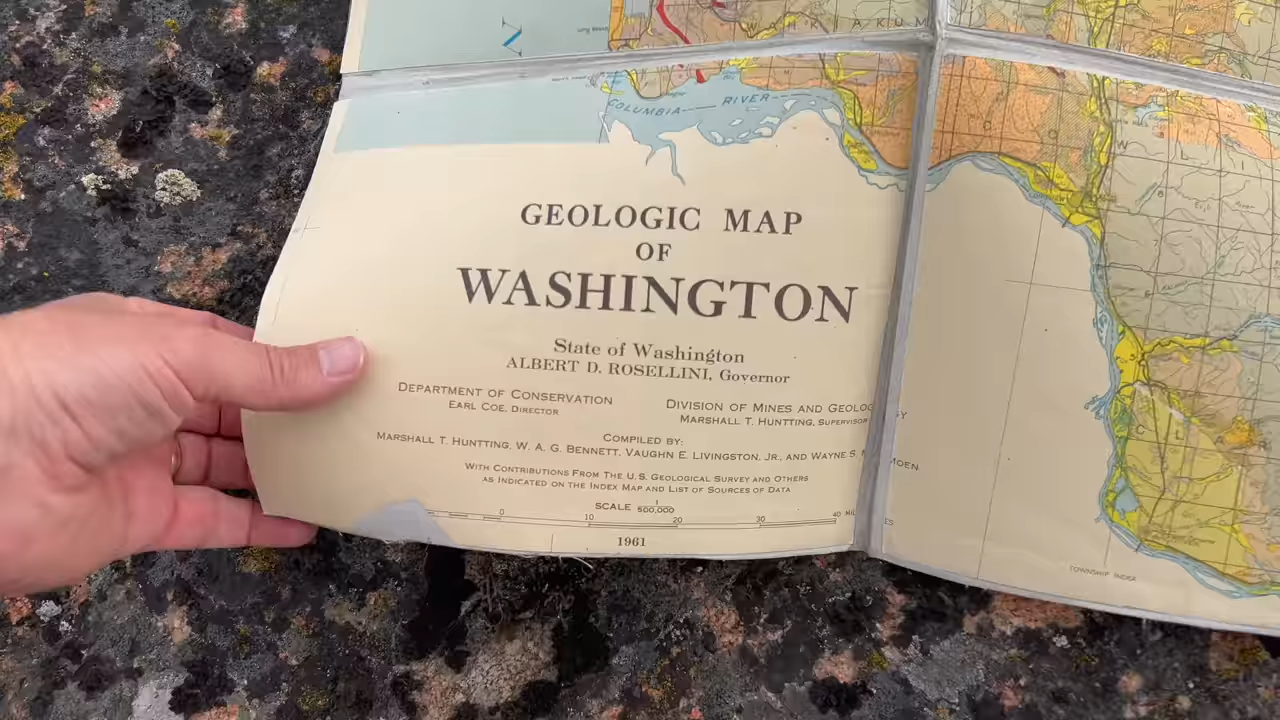 WAHKIAKUM
COLUMBIA RIVER
GEOLOGIC MAP
OF
WASHINGTON
State of Washington
ALBERT D. ROSELLINI, Governor
DEPARTMENT OF CONSERVATION
EARL COE, DIRECTOR
DIVISION OF MINES AND GEOLOGY
MARSHALL T. HUNTTING, SUPERVISOR
COMPILED BY:
MARSHALL T. HUNTTING, W. A. G. BENNETT, VAUGHN E. LIVINGSTON, JR., AND WAYNE S. MOEN
WITH CONTRIBUTIONS FROM THE U.S. GEOLOGICAL SURVEY AND OTHERS
AS INDICATED ON THE INDEX MAP AND LIST OF SOURCES OF DATA
SCALE 1/500,000
0 10 20 30 40 MILES
1961
TOWNSHIP INDEX